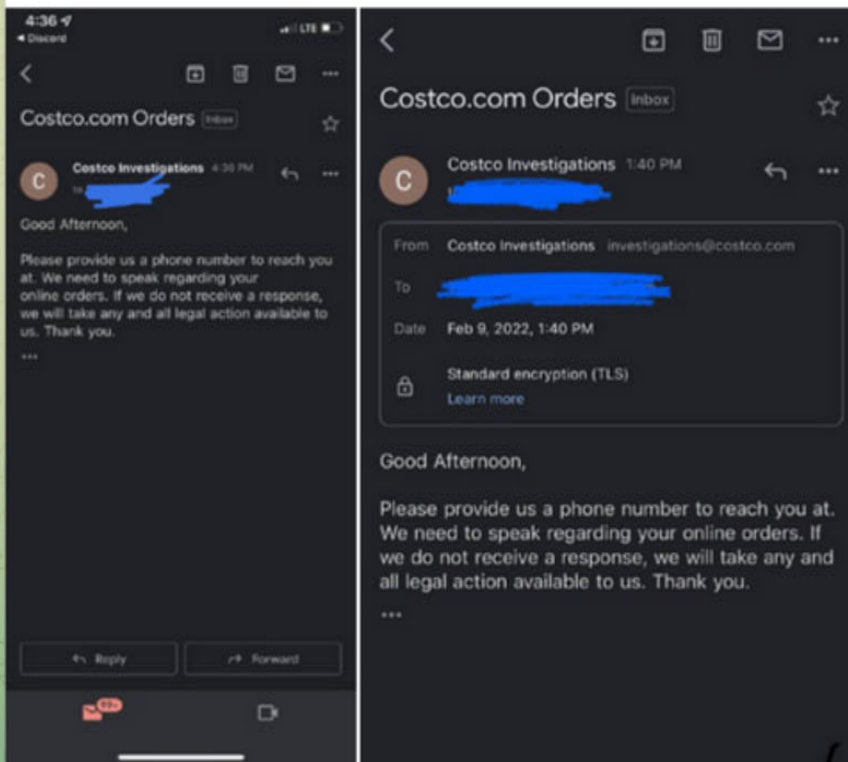 4:36
◄ Discord
LTE
Costco.com Orders Inbox
Costco Investigations 4:36 PM
to
C
Good Afternoon,
Please provide us a phone number to reach you
at. We need to speak regarding your
online orders. If we do not receive a response,
we will take any and all legal action available to
us. Thank you.
Reply
Forward
99+
Costco.com Orders Inbox
Costco Investigations 1:40 PM
C
From Costco Investigations investigations@costco.com
To
Date Feb 9, 2022, 1:40 PM
Standard encryption (TLS)
Learn more
Good Afternoon,
Please provide us a phone number to reach you at.
We need to speak regarding your online orders. If
we do not receive a response, we will take any and
all legal action available to us. Thank you.